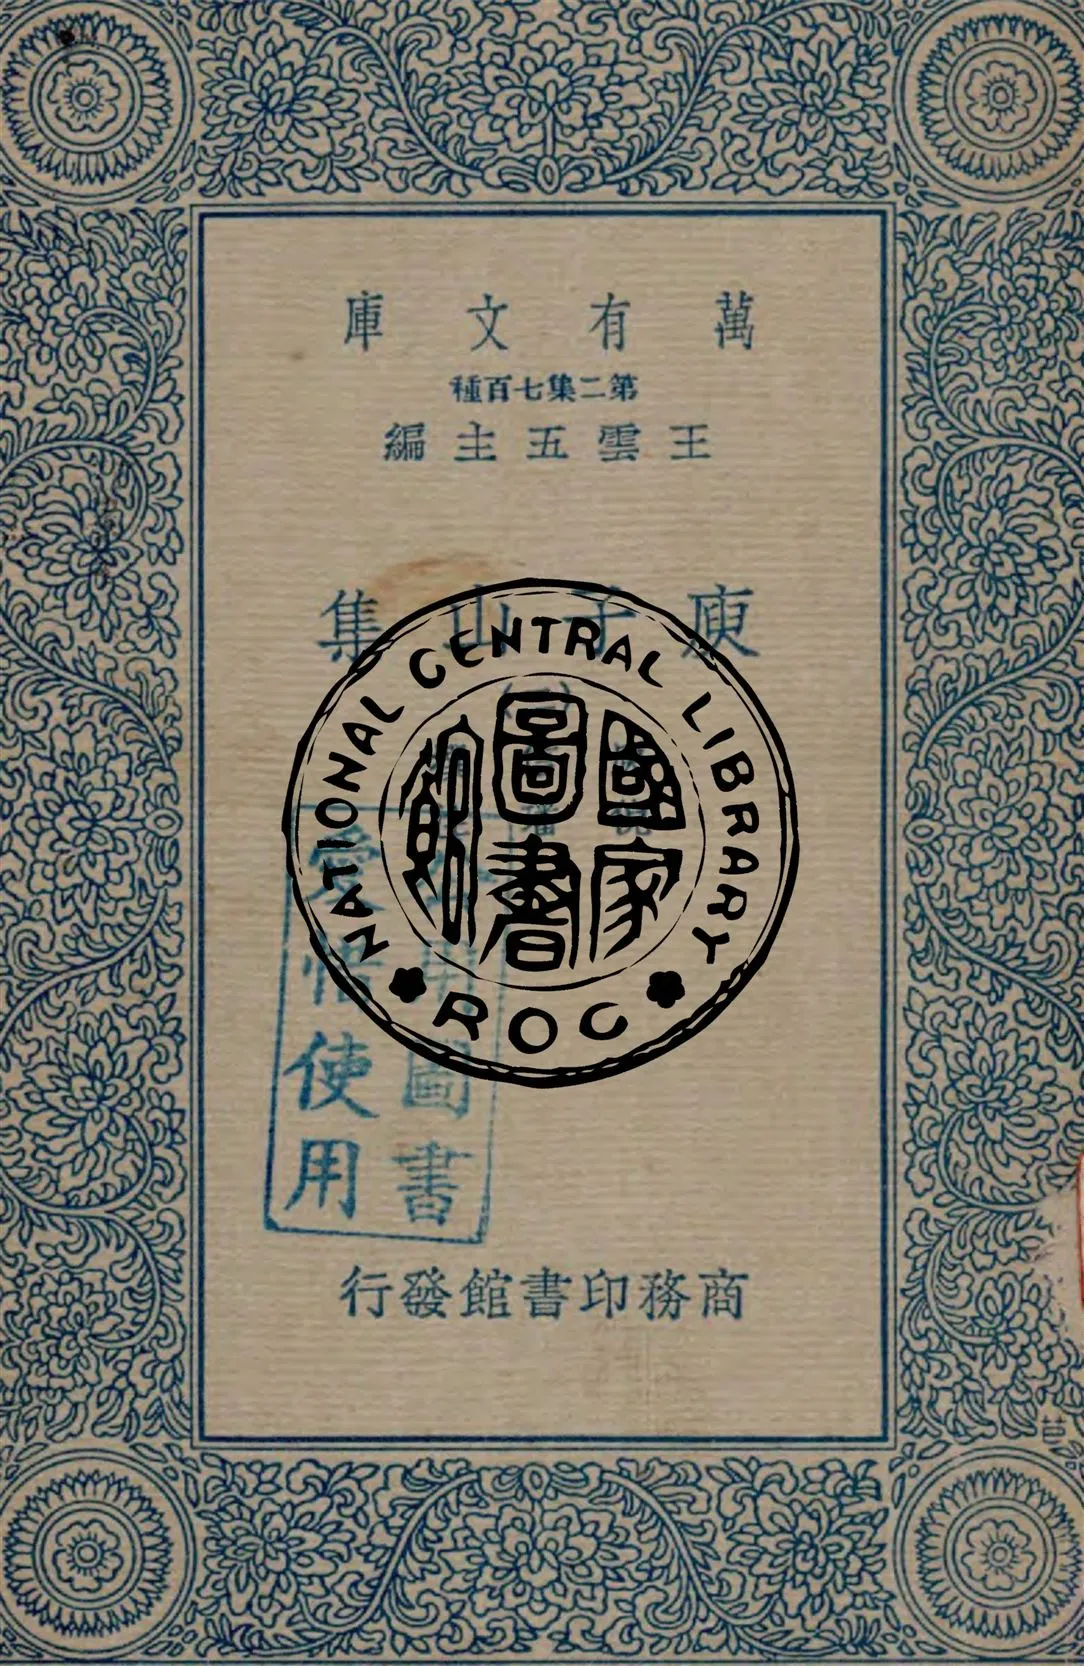 萬有文庫
第二集七百種
王雲五主編
庾子山集
商務印書館發行
NATIONAL CENTRAL LIBRARY
ROC
國家
圖書
館
圖書
愛惜使用